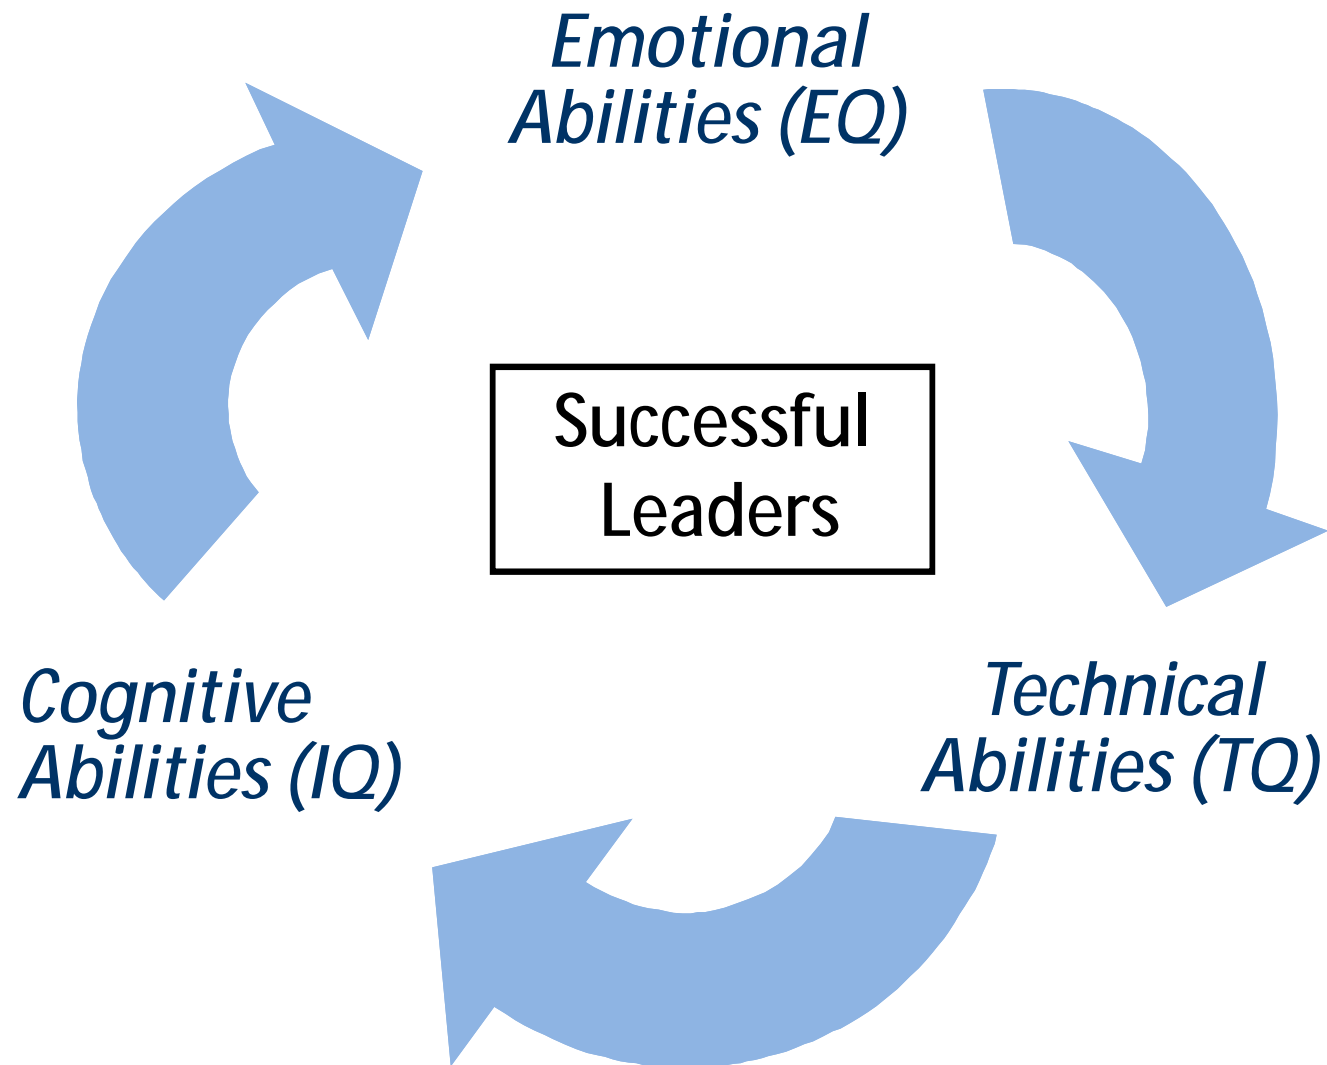 Emotional
Abilities (EQ)
Successful
Leaders
Cognitive
Abilities (IQ)
Technical
Abilities (TQ)